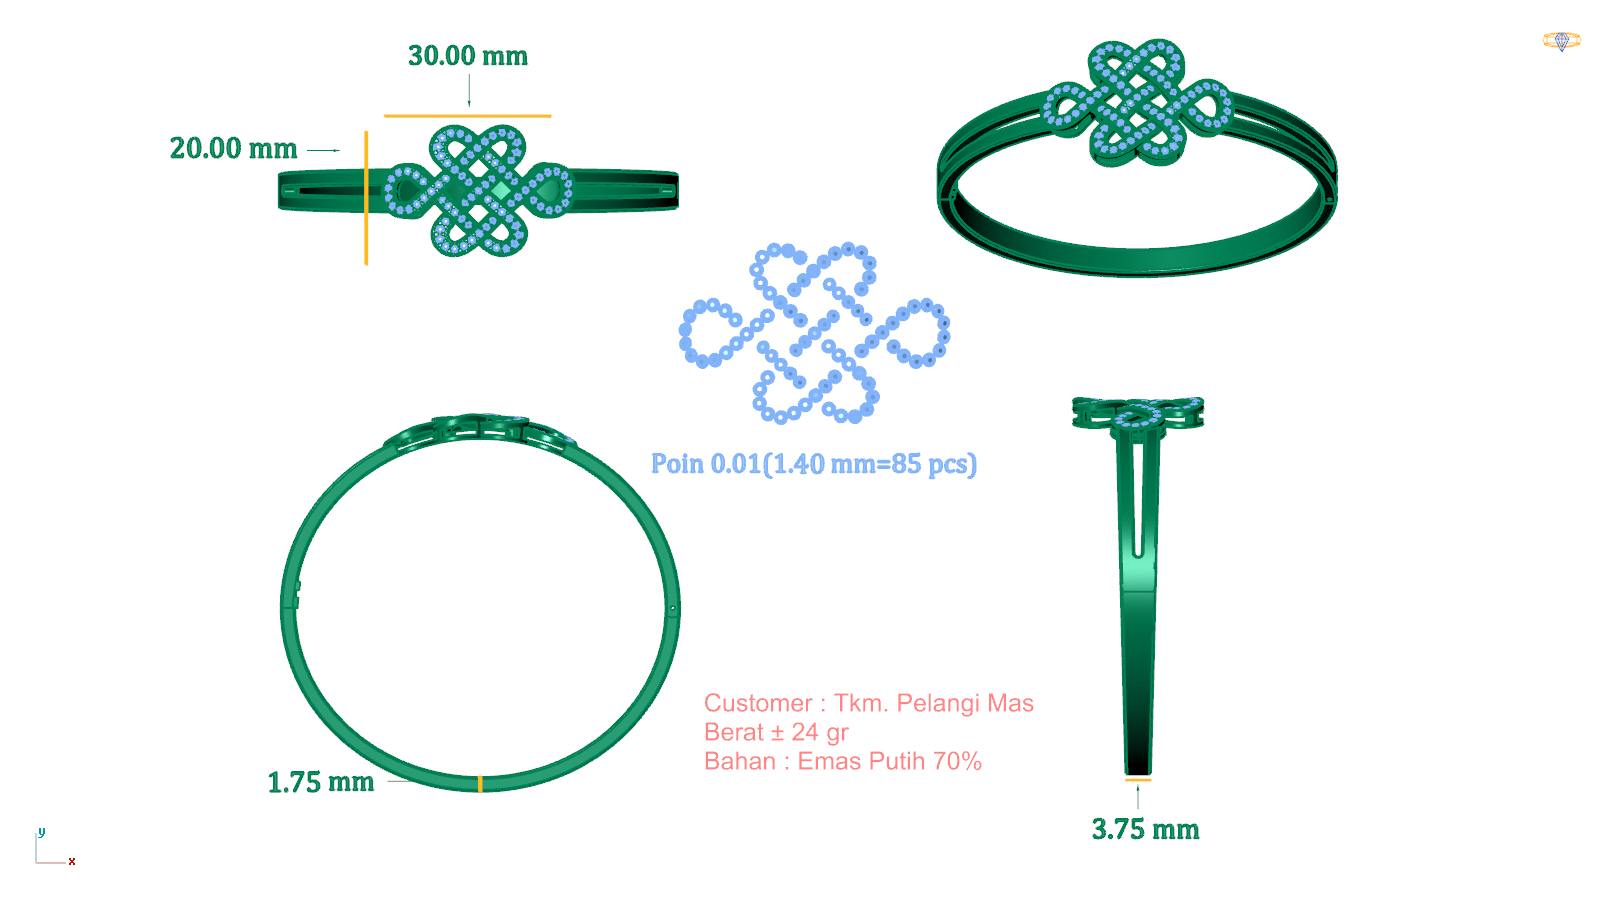 30.00 mm
20.00 mm
Poin 0.01(1.40 mm=85 pcs)
Customer : Tkm. Pelangi Mas
Berat ± 24 gr
Bahan : Emas Putih 70%
1.75 mm
3.75 mm
y
x